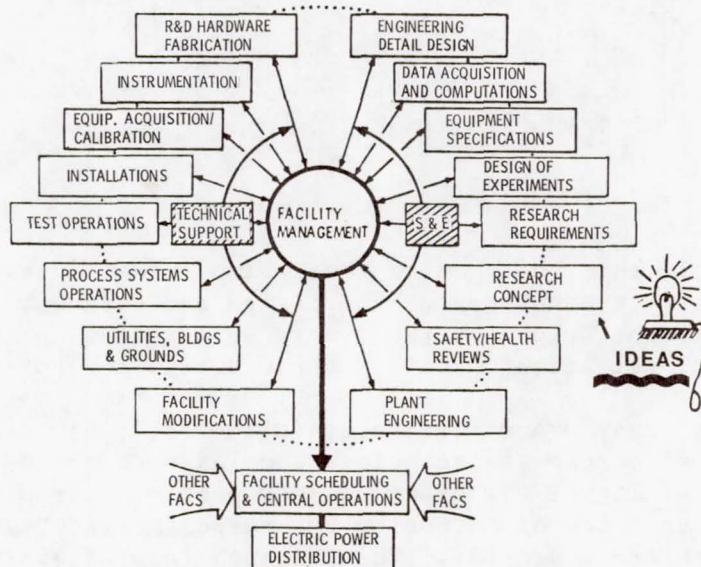 R&D HARDWARE
FABRICATION
ENGINEERING
DETAIL DESIGN
INSTRUMENTATION
DATA ACQUISITION
AND COMPUTATIONS
EQUIP. ACQUISITION/
CALIBRATION
EQUIPMENT
SPECIFICATIONS
INSTALLATIONS
DESIGN OF
EXPERIMENTS
TEST OPERATIONS
TECHNICAL
SUPPORT
FACILITY
MANAGEMENT
S & E
RESEARCH
REQUIREMENTS
PROCESS SYSTEMS
OPERATIONS
RESEARCH
CONCEPT
UTILITIES, BLDGS
& GROUNDS
SAFETY/HEALTH
REVIEWS
IDEAS
FACILITY
MODIFICATIONS
PLANT
ENGINEERING
OTHER
FACS
FACILITY SCHEDULING
& CENTRAL OPERATIONS
OTHER
FACS
ELECTRIC POWER
DISTRIBUTION